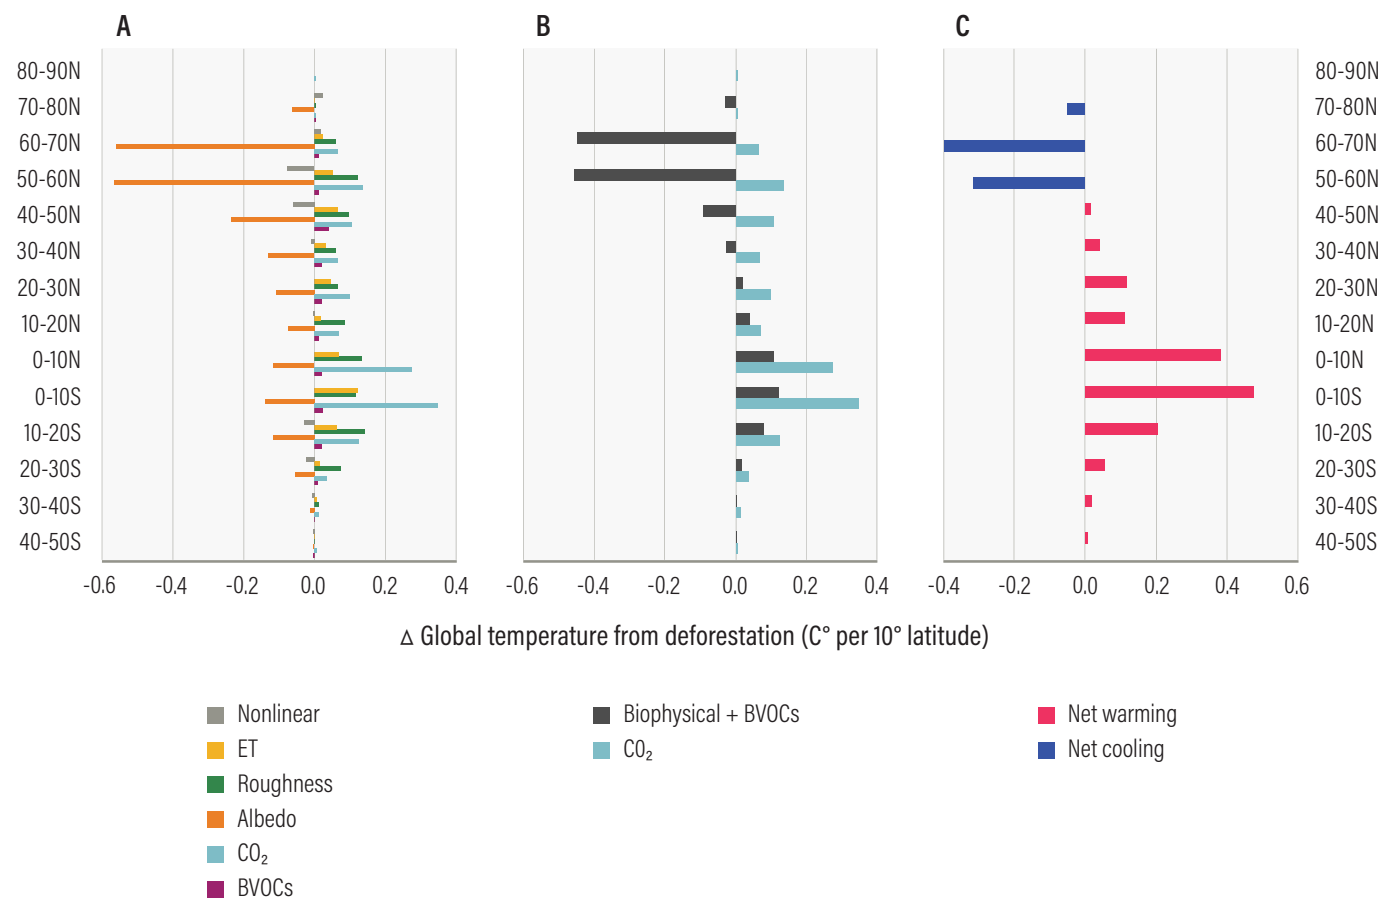 A B C
80-90N 80-90N
70-80N 70-80N
60-70N 60-70N
50-60N 50-60N
40-50N 40-50N
30-40N 30-40N
20-30N 20-30N
10-20N 10-20N
0-10N 0-10N
0-10S 0-10S
10-20S 10-20S
20-30S 20-30S
30-40S 30-40S
40-50S 40-50S
-0.6 -0.4 -0.2 0.0 0.2 0.4 -0.6 -0.4 -0.2 0.0 0.2 0.4 -0.4 -0.2 0.0 0.2 0.4 0.6
Δ Global temperature from deforestation (C° per 10° latitude)
Nonlinear
ET
Roughness
Albedo
CO₂
BVOCs
Biophysical + BVOCs
CO₂
Net warming
Net cooling